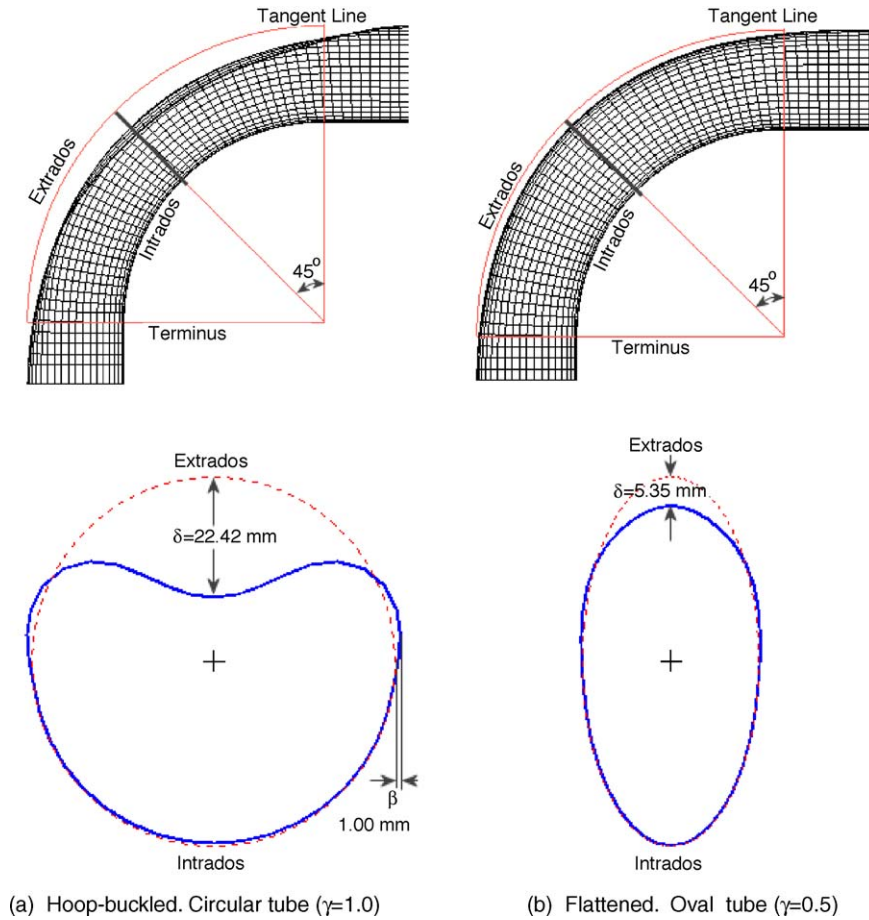 Tangent Line
Extrados
Intrados
45°
Terminus
Tangent Line
Extrados
Intrados
45°
Terminus
Extrados
δ=22.42 mm
β
1.00 mm
Intrados
(a) Hoop-buckled. Circular tube (γ=1.0)
Extrados
δ=5.35 mm
Intrados
(b) Flattened. Oval tube (γ=0.5)